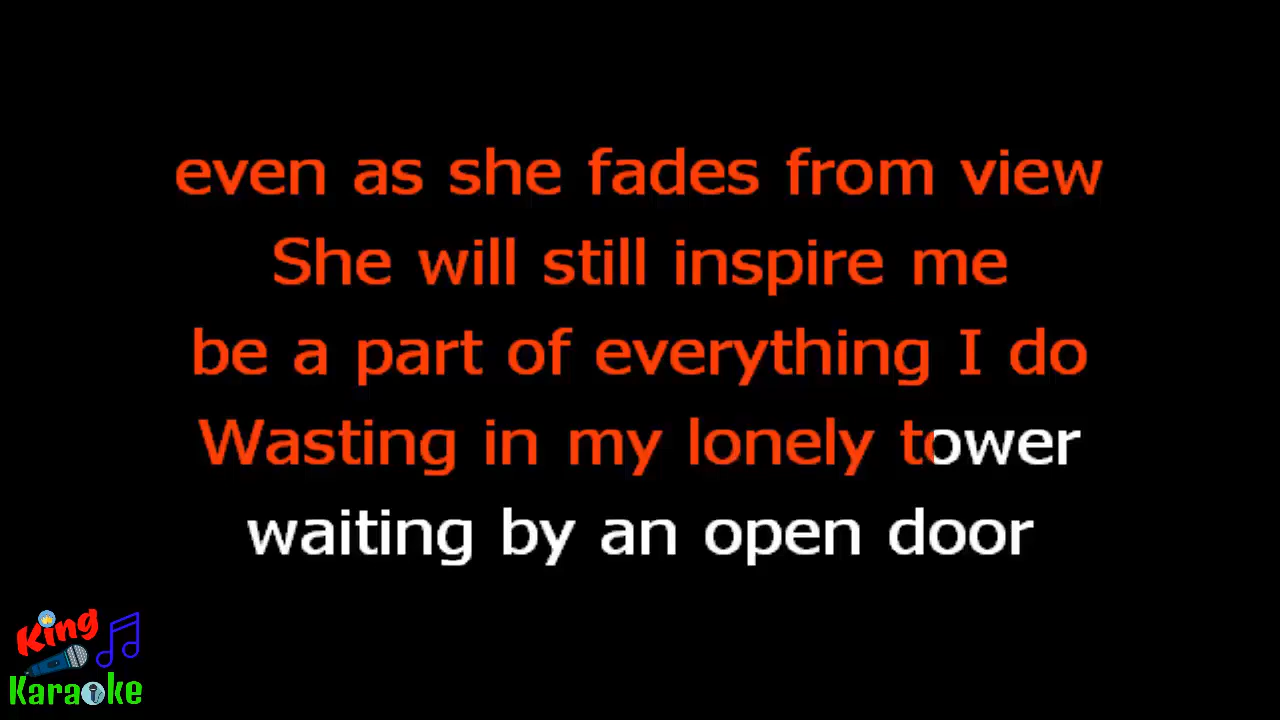 even as she fades from view
She will still inspire me
be a part of everything I do
Wasting in my lonely tower
waiting by an open door
King
Karaoke